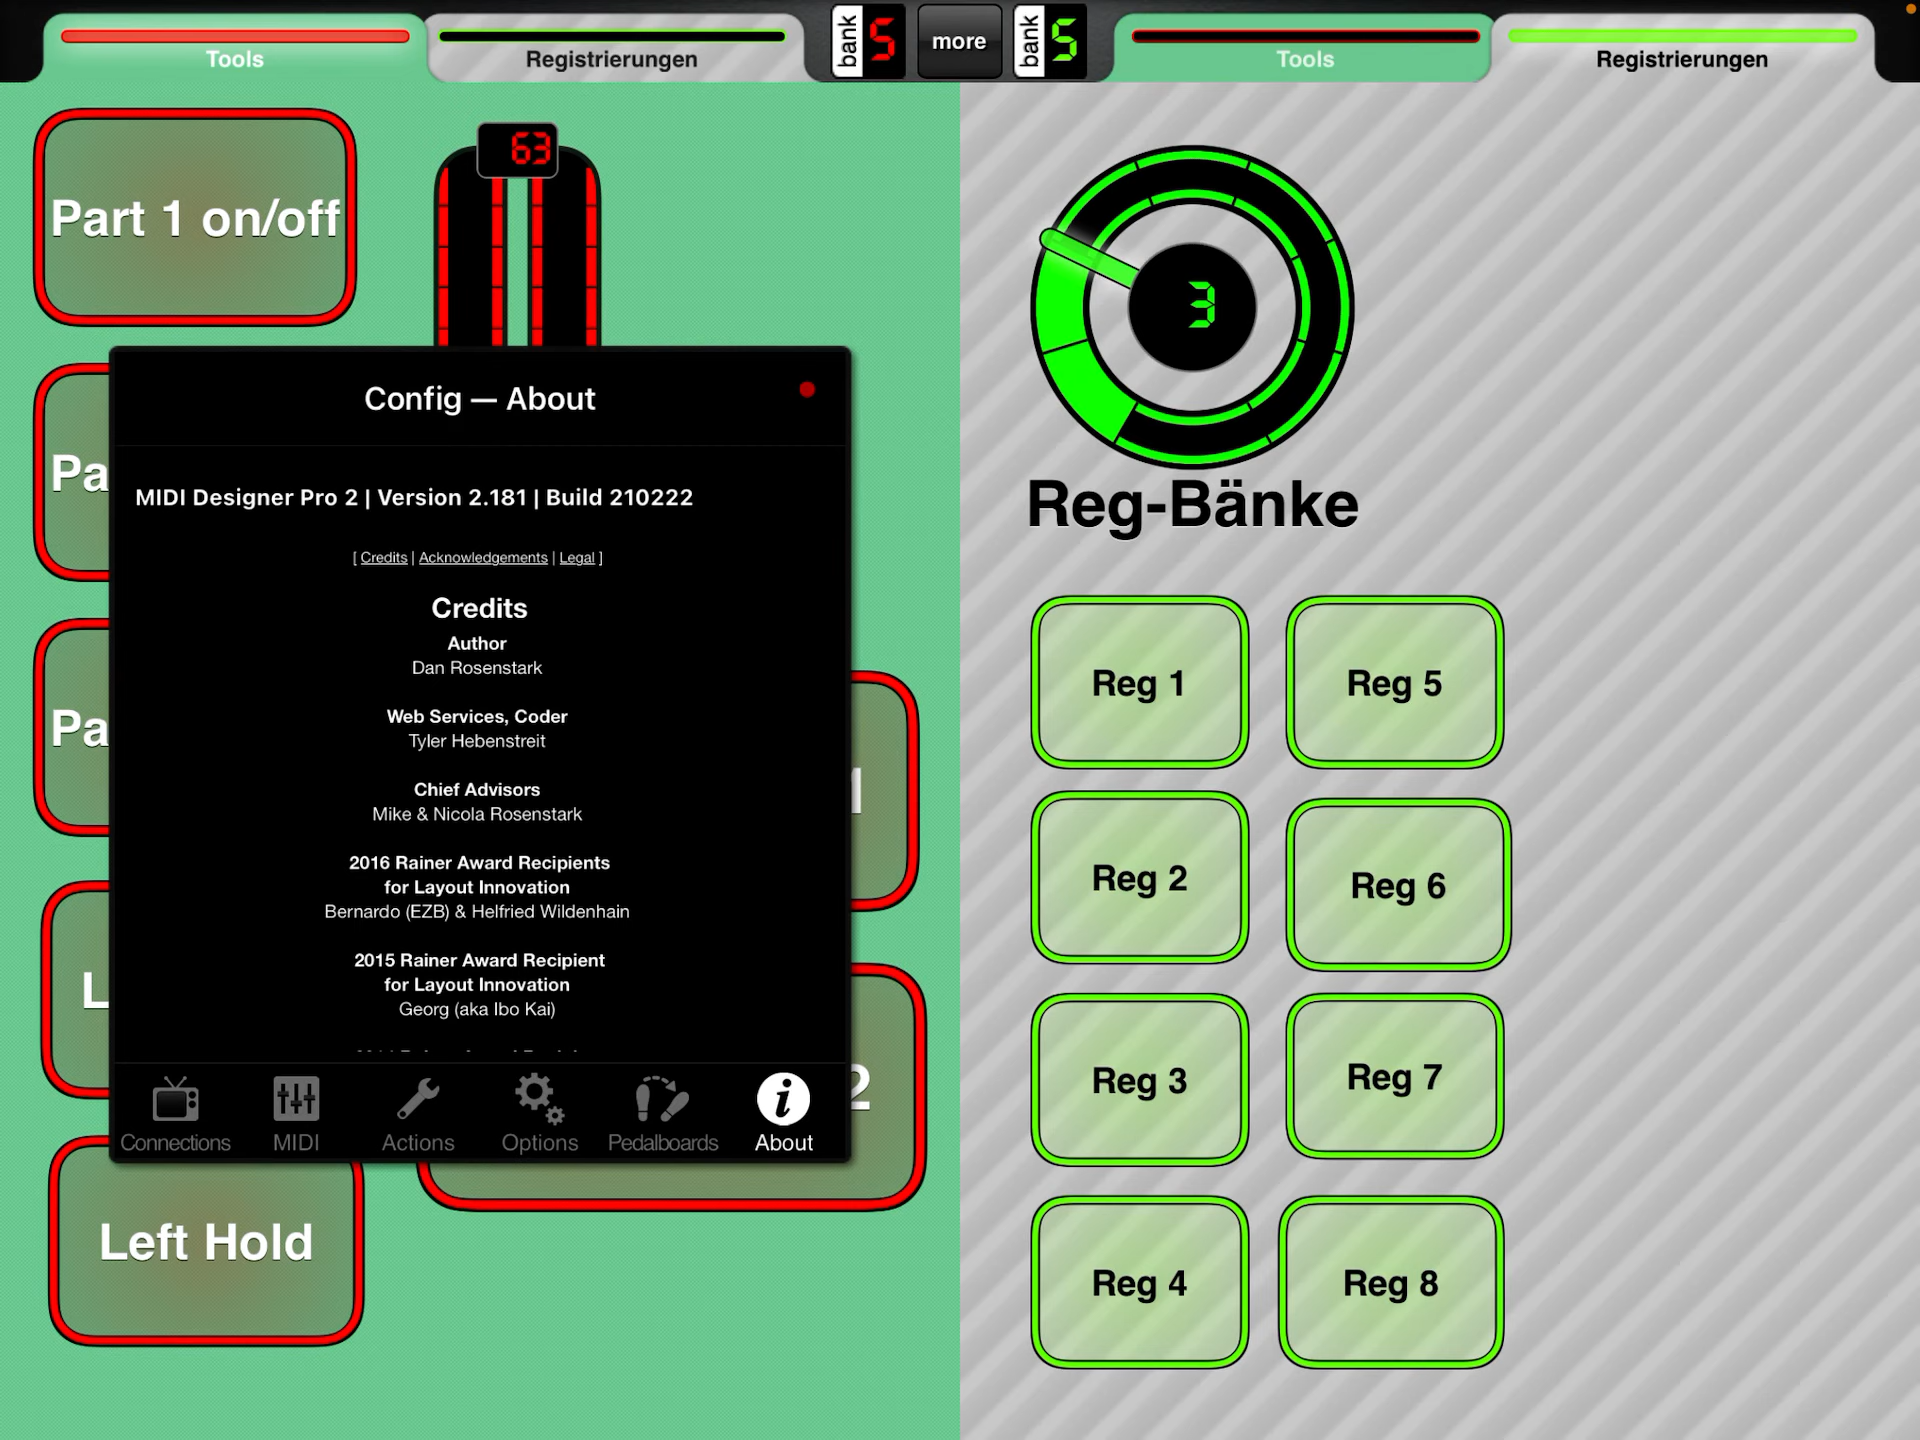 Tools
Registrierungen
bank 5
more
bank 5
Tools
Registrierungen
Part 1 on/off
63
Pa
Pa
L
Left Hold
1
2
Config — About
MIDI Designer Pro 2 | Version 2.181 | Build 210222
[ Credits | Acknowledgements | Legal ]
Credits
Author
Dan Rosenstark
Web Services, Coder
Tyler Hebenstreit
Chief Advisors
Mike & Nicola Rosenstark
2016 Rainer Award Recipients
for Layout Innovation
Bernardo (EZB) & Helfried Wildenhain
2015 Rainer Award Recipient
for Layout Innovation
Georg (aka Ibo Kai)
Connections
MIDI
Actions
Options
Pedalboards
About
3
Reg-Bänke
Reg 1
Reg 5
Reg 2
Reg 6
Reg 3
Reg 7
Reg 4
Reg 8